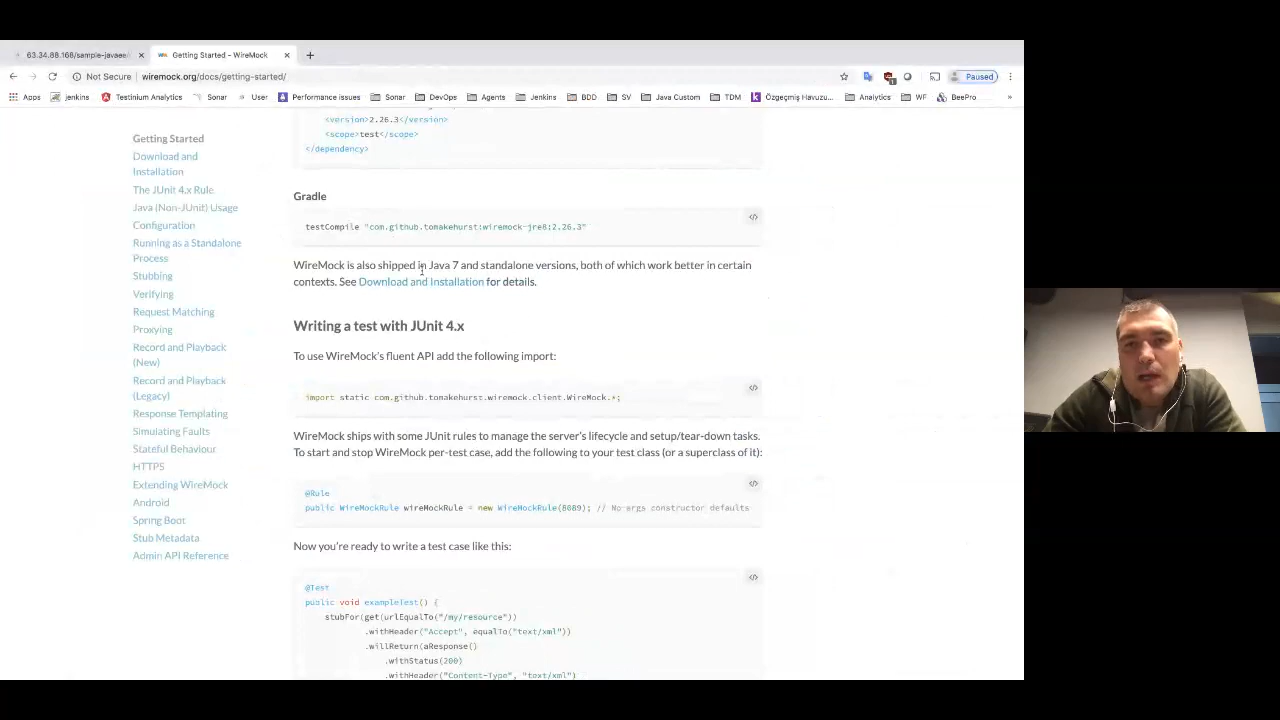 63.34.88.168/sample-javaee/
Getting Started – WireMock
Not Secure
wiremock.org/docs/getting-started/
Paused
Apps
jenkins
Testinium Analytics
Sonar
User
Performance issues
Sonar
DevOps
Agents
Jenkins
BDD
SV
Java Custom
TDM
Özgeçmiş Havuzu...
Analytics
WF
BeePro
»
Getting Started
Download and
Installation
The JUnit 4.x Rule
Java (Non-JUnit) Usage
Configuration
Running as a Standalone
Process
Stubbing
Verifying
Request Matching
Proxying
Record and Playback
(New)
Record and Playback
(Legacy)
Response Templating
Simulating Faults
Stateful Behaviour
HTTPS
Extending WireMock
Android
Spring Boot
Stub Metadata
Admin API Reference
<version>2.26.3</version>
<scope>test</scope>
</dependency>
Gradle
testCompile "com.github.tomakehurst:wiremock-jre8:2.26.3"
WireMock is also shipped in Java 7 and standalone versions, both of which work better in certain
contexts. See Download and Installation for details.
Writing a test with JUnit 4.x
To use WireMock's fluent API add the following import:
import static com.github.tomakehurst.wiremock.client.WireMock.*;
WireMock ships with some JUnit rules to manage the server's lifecycle and setup/tear-down tasks.
To start and stop WireMock per-test case, add the following to your test class (or a superclass of it):
@Rule
public WireMockRule wireMockRule = new WireMockRule(8089); // No-args constructor defaults
Now you're ready to write a test case like this:
@Test
public void exampleTest() {
stubFor(get(urlEqualTo("/my/resource"))
.withHeader("Accept", equalTo("text/xml"))
.willReturn(aResponse()
.withStatus(200)
.withHeader("Content-Type", "text/xml")